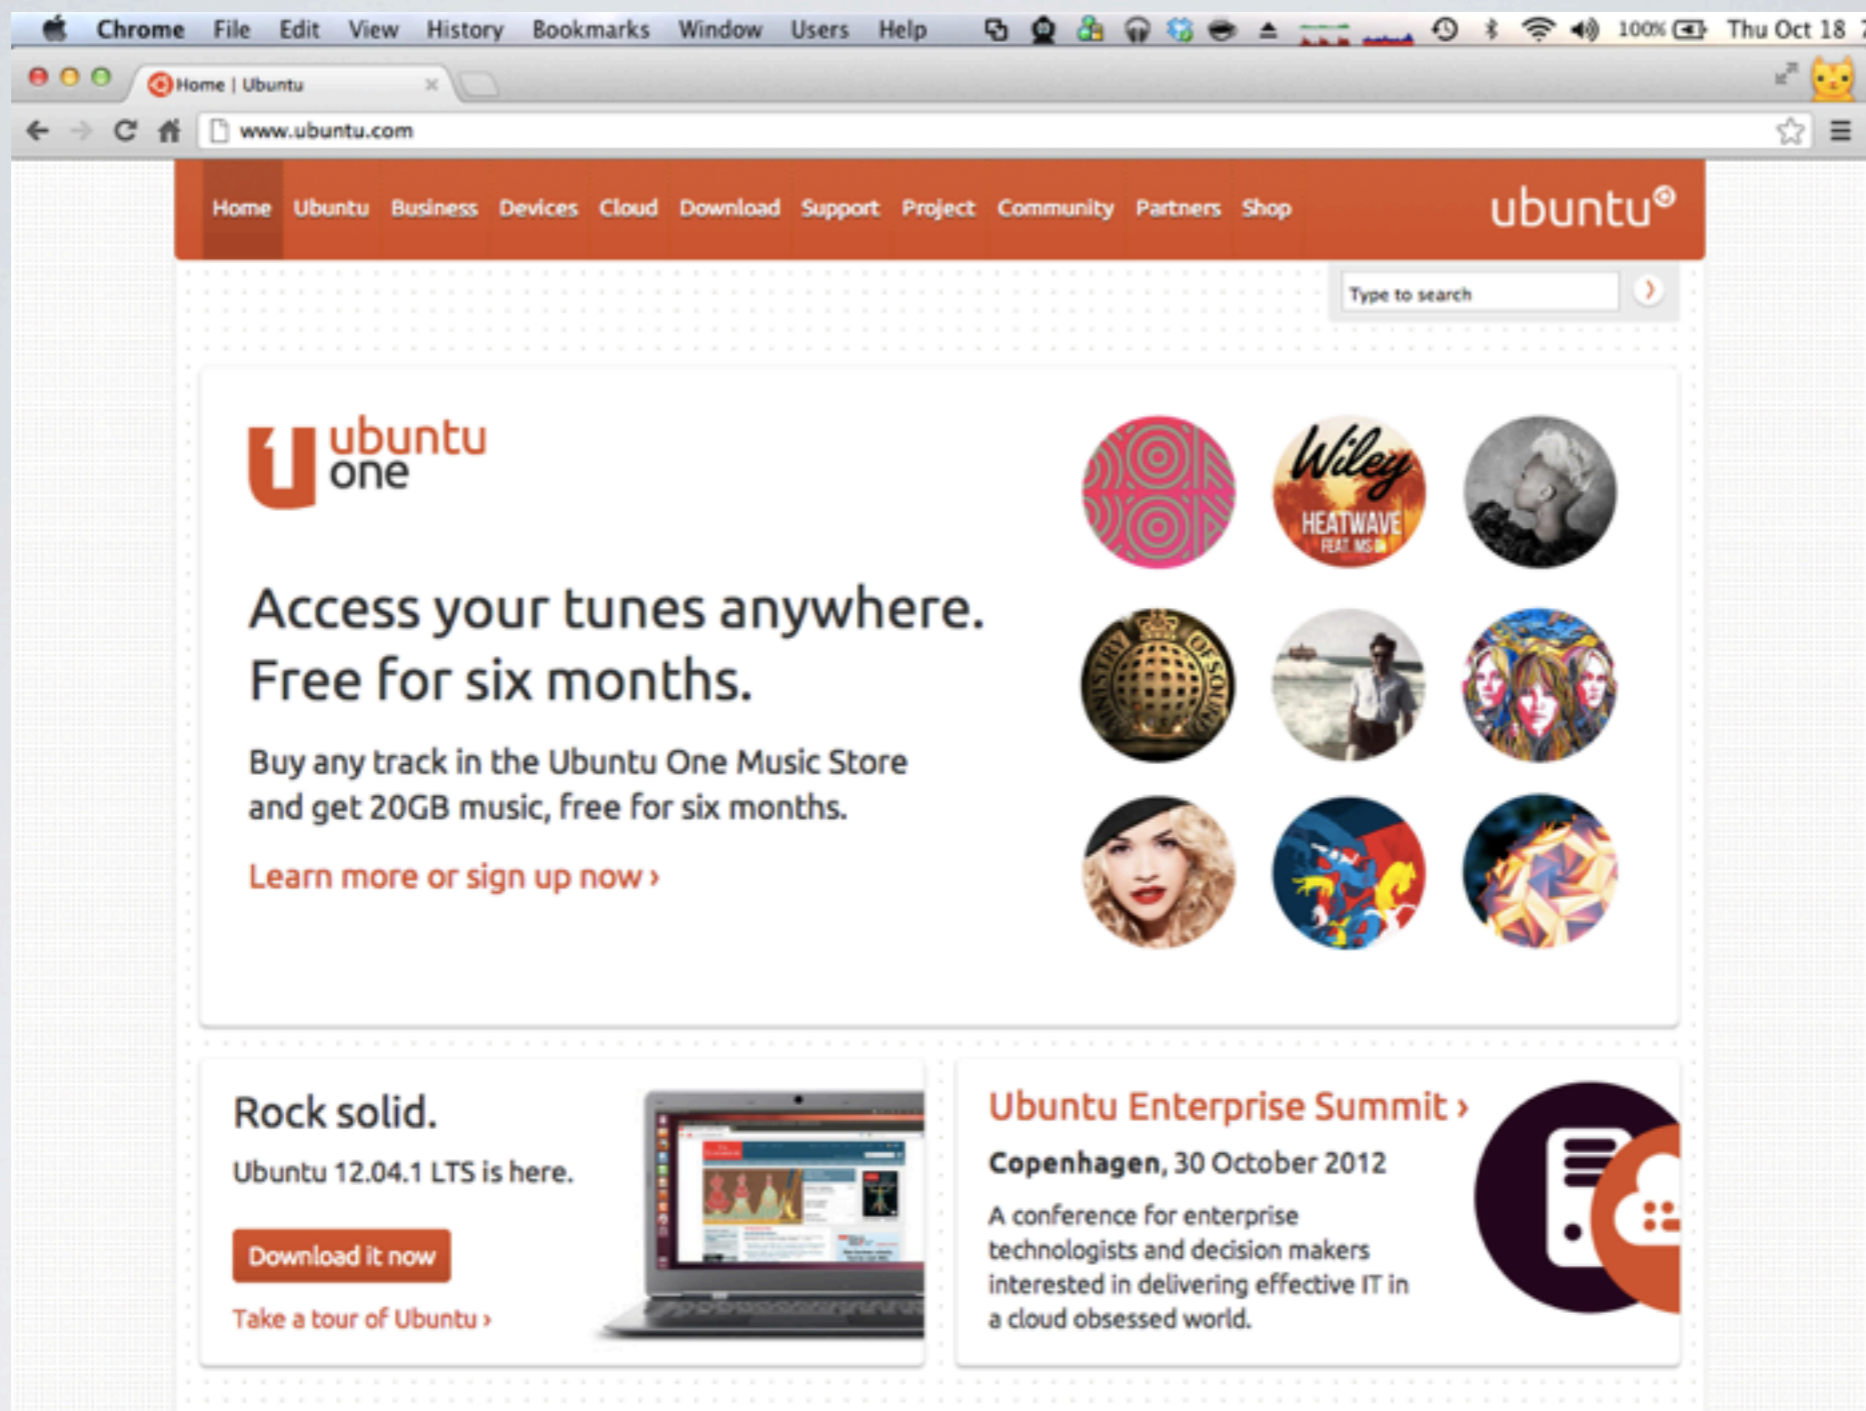 Chrome File Edit View History Bookmarks Window Users Help 100% Thu Oct 18
Home | Ubuntu
www.ubuntu.com
Home Ubuntu Business Devices Cloud Download Support Project Community Partners Shop
ubuntu
Type to search
ubuntu
one
Access your tunes anywhere.
Free for six months.
Buy any track in the Ubuntu One Music Store
and get 20GB music, free for six months.
Learn more or sign up now ›
Wiley
HEATWAVE
FEAT. MS D
MINISTRY OF SOUND
Rock solid.
Ubuntu 12.04.1 LTS is here.
Download it now
Take a tour of Ubuntu ›
Ubuntu Enterprise Summit ›
Copenhagen, 30 October 2012
A conference for enterprise
technologists and decision makers
interested in delivering effective IT in
a cloud obsessed world.